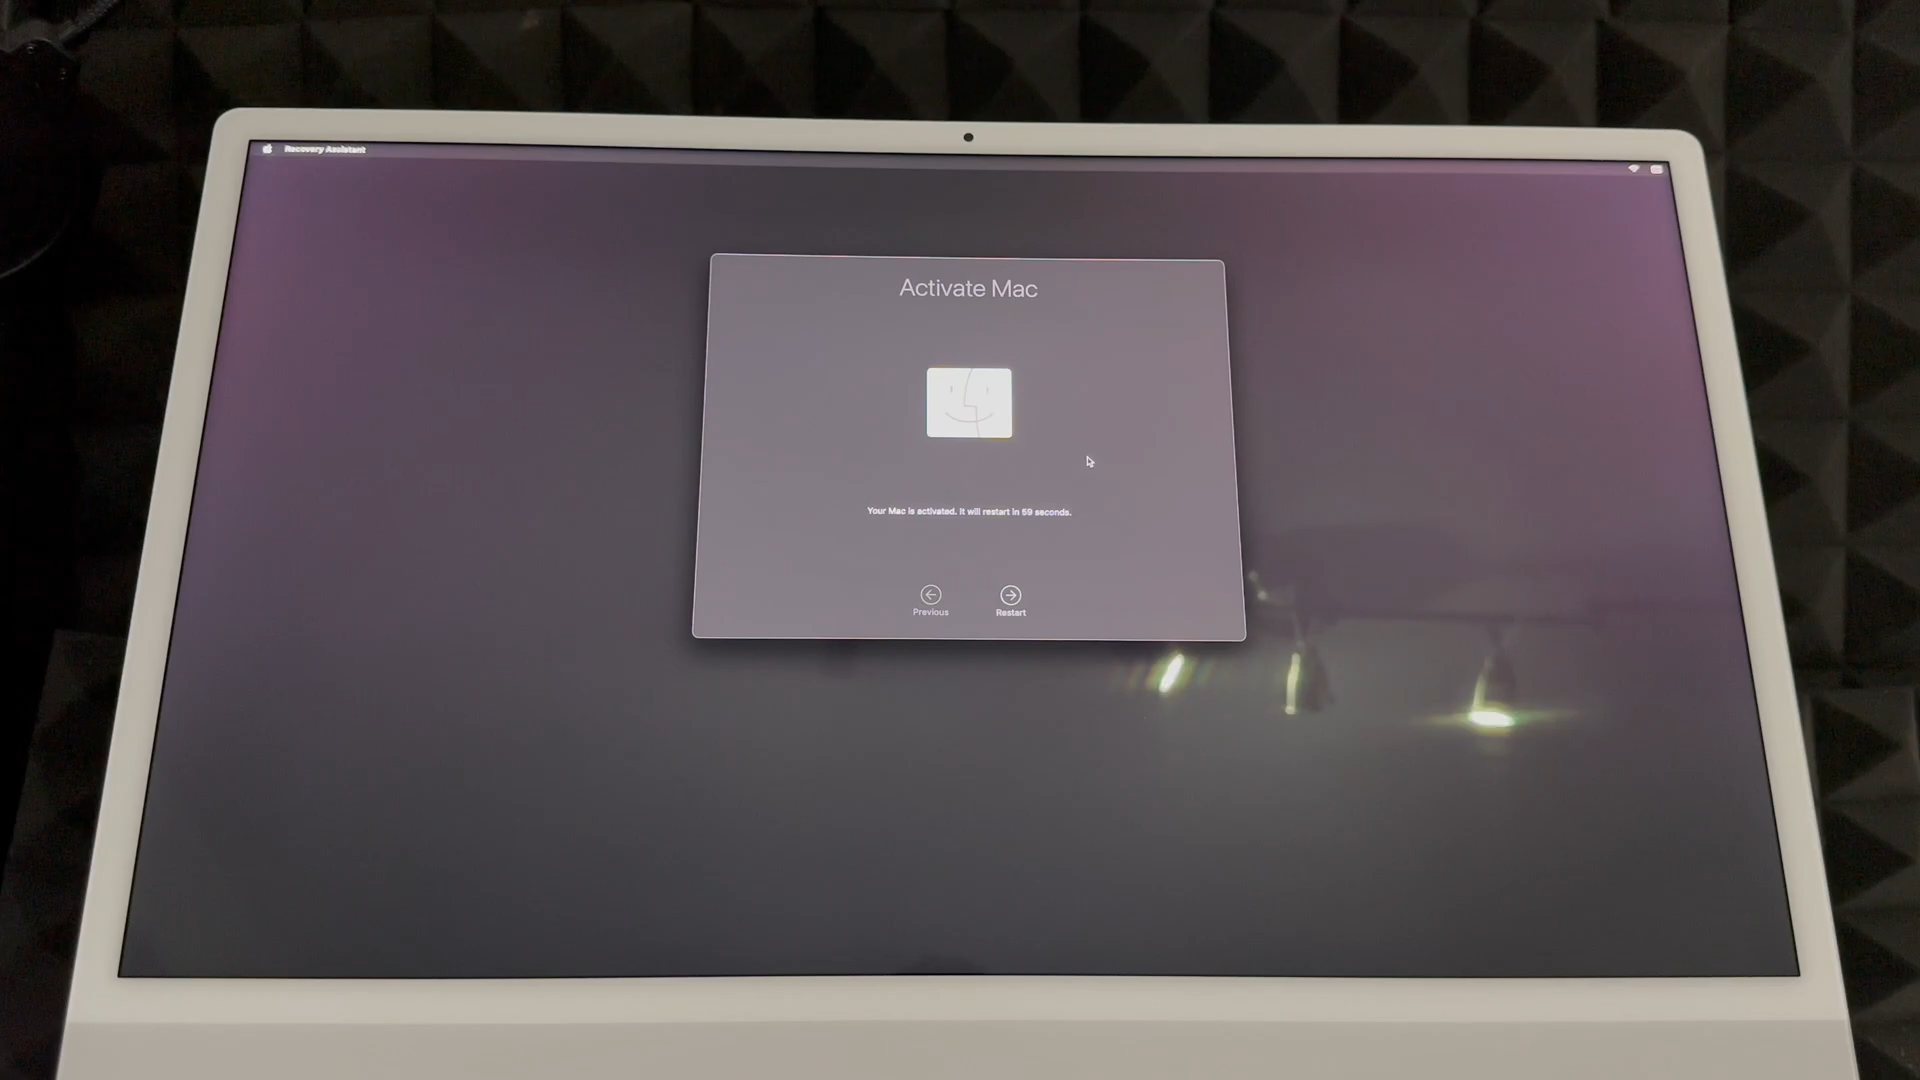 Recovery Assistant
Activate Mac
Your Mac is activated. It will restart in 59 seconds.
Previous
Restart